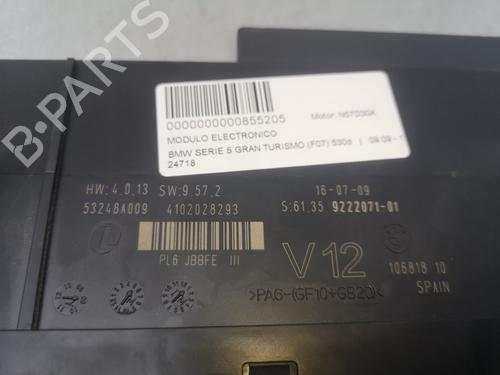 B-PARTS
0000000000855205
Motor: N57D30A
MODULO ELECTRONICO
BMW SERIE 5 GRAN TURISMO (F07) 530d | 09.09 -
24718
HW:4.0.13 SW:9.57.2
16-07-09
53248A009 4102028293
S:61.35 9222071-01
PL6 JBBFE III
V12
106818 10
SPAIN
>PA6-(GF10+GB20)<